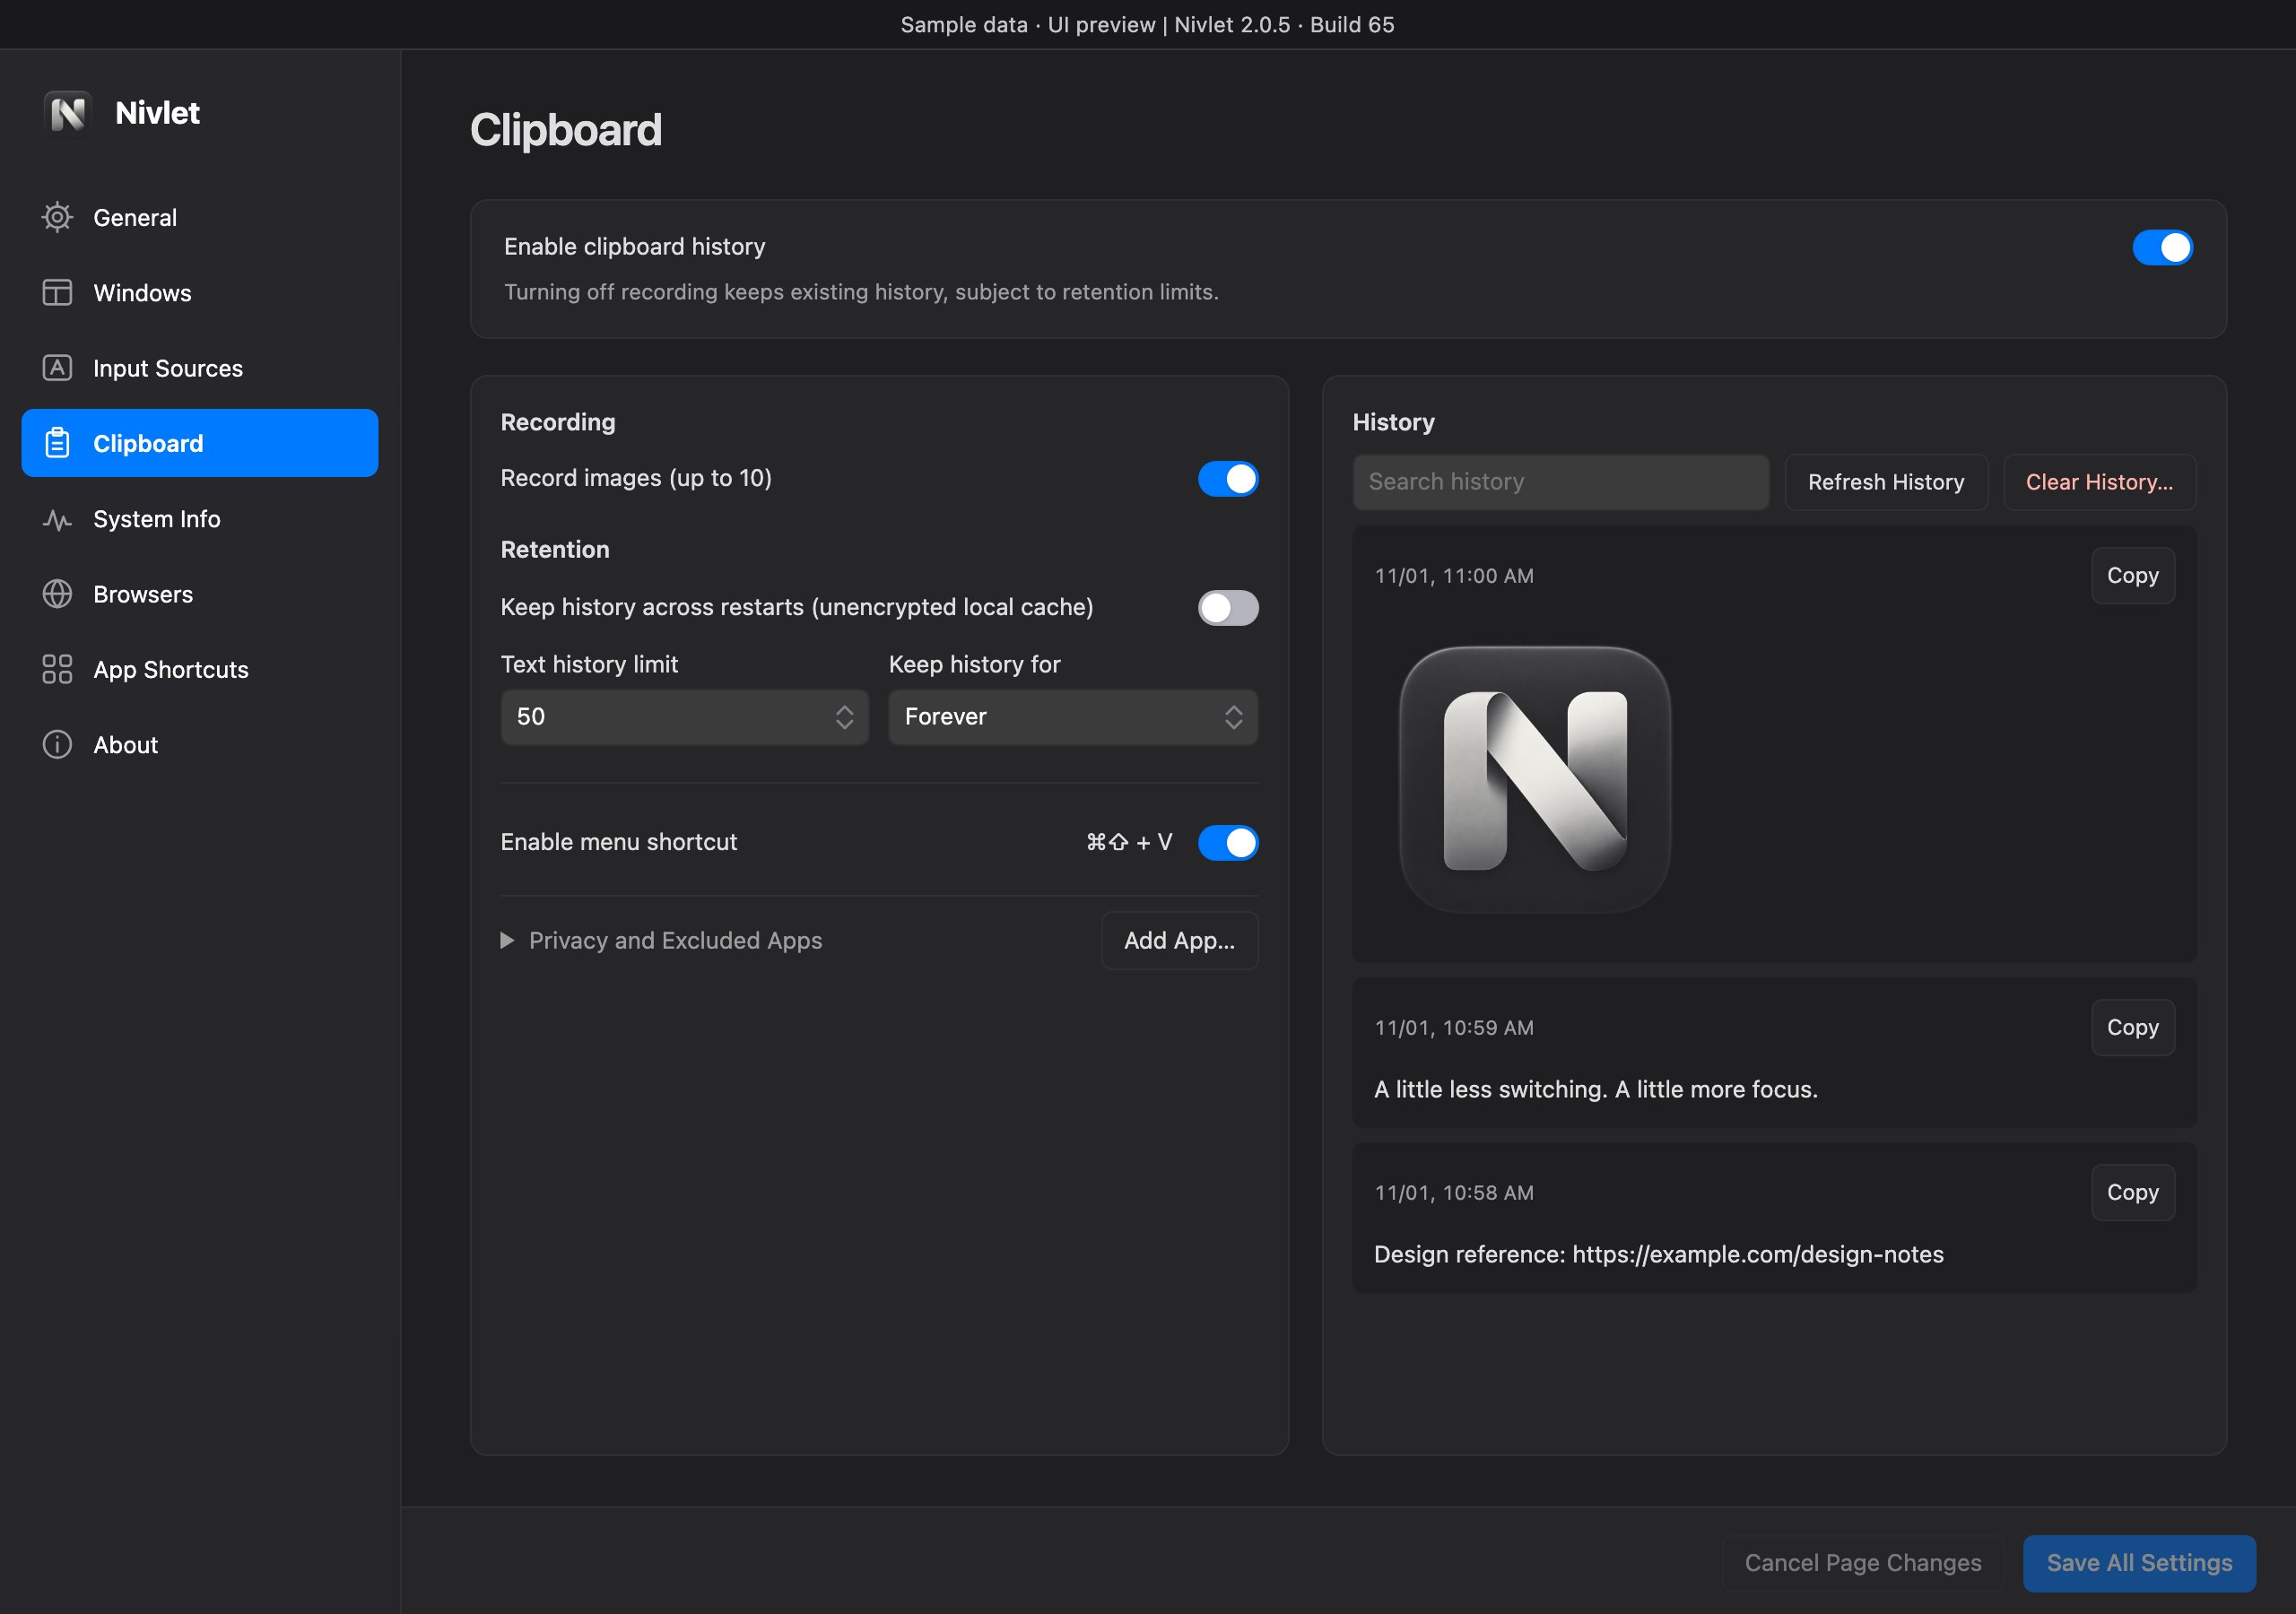 Sample data · UI preview | Nivlet 2.0.5 · Build 65
Nivlet
General
Windows
Input Sources
Clipboard
System Info
Browsers
App Shortcuts
About
Clipboard
Enable clipboard history
Turning off recording keeps existing history, subject to retention limits.
Recording
Record images (up to 10)
Retention
Keep history across restarts (unencrypted local cache)
Text history limit
Keep history for
50
Forever
Enable menu shortcut
⌘⇧ + V
Privacy and Excluded Apps
Add App...
History
Search history
Refresh History
Clear History...
11/01, 11:00 AM
Copy
N
11/01, 10:59 AM
Copy
A little less switching. A little more focus.
11/01, 10:58 AM
Copy
Design reference: https://example.com/design-notes
Cancel Page Changes
Save All Settings